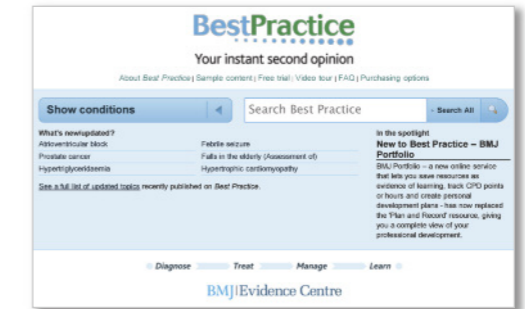 BestPractice
Your instant second opinion
About Best Practice | Sample content | Free trial | Video tour | FAQ | Purchasing options
Show conditions
Search Best Practice
- Search All
What's new/updated?
Atrioventricular block
Febrile seizure
Prostate cancer
Falls in the elderly (Assessment of)
Hypertriglyceridaemia
Hypertrophic cardiomyopathy
See a full list of updated topics recently published on Best Practice.
In the spotlight
New to Best Practice – BMJ
Portfolio
BMJ Portfolio – a new online service
that lets you save resources as
evidence of learning, track CPD points
or hours and create personal
development plans - has now replaced
the 'Plan and Record' resource, giving
you a complete view of your
professional development.
Diagnose Treat Manage Learn
BMJ|Evidence Centre